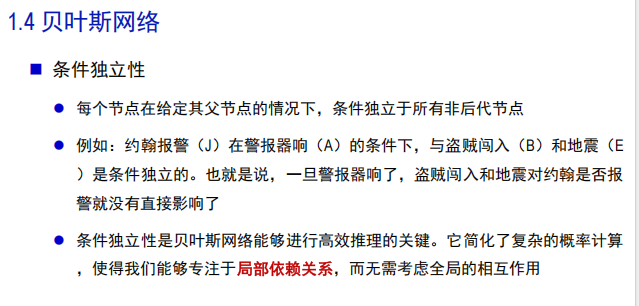 1.4 贝叶斯网络
条件独立性
每个节点在给定其父节点的情况下，条件独立于所有非后代节点
例如：约翰报警（J）在警报器响（A）的条件下，与盗贼闯入（B）和地震（E
）是条件独立的。也就是说，一旦警报器响了，盗贼闯入和地震对约翰是否报
警就没有直接影响了
条件独立性是贝叶斯网络能够进行高效推理的关键。它简化了复杂的概率计算
，使得我们能够专注于局部依赖关系，而无需考虑全局的相互作用